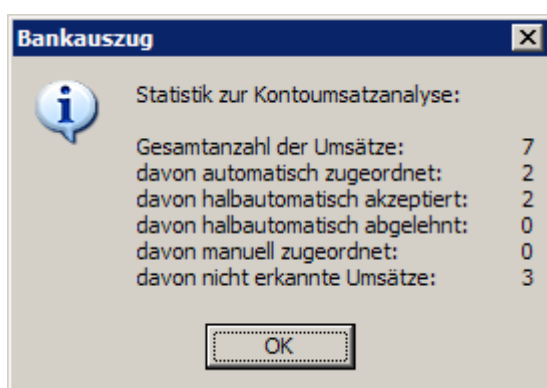 Bankauszug
Statistik zur Kontoumsatzanalyse:
Gesamtanzahl der Umsätze: 7
davon automatisch zugeordnet: 2
davon halbautomatisch akzeptiert: 2
davon halbautomatisch abgelehnt: 0
davon manuell zugeordnet: 0
davon nicht erkannte Umsätze: 3
OK